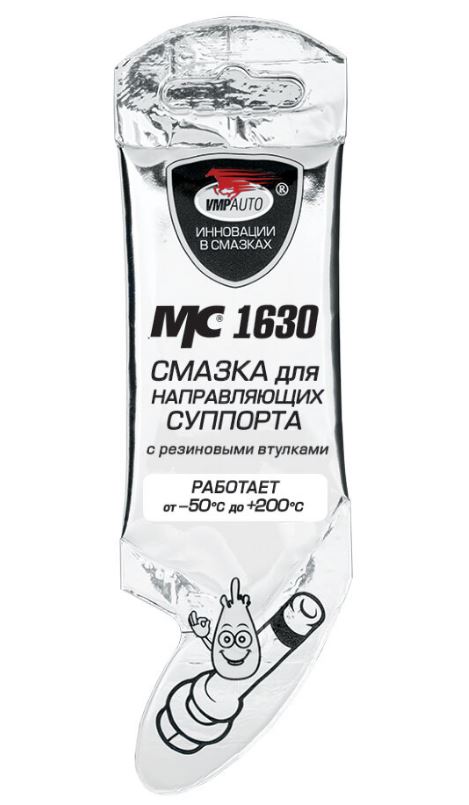 VMPAUTO ®
ИННОВАЦИИ
В СМАЗКАХ
МС® 1630
СМАЗКА для
НАПРАВЛЯЮЩИХ
СУППОРТА
с резиновыми втулками
РАБОТАЕТ
от –50°С до +200°С